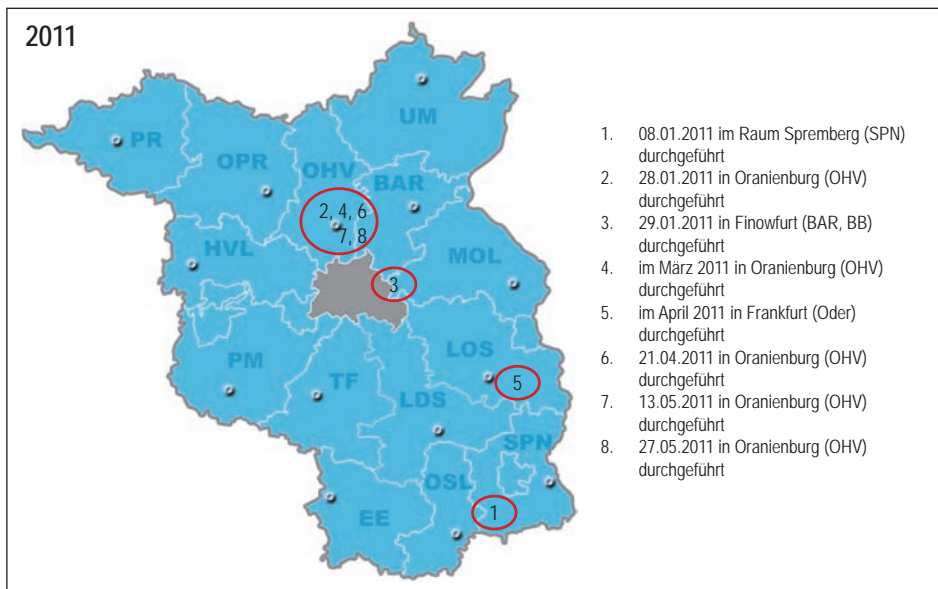 2011
UM
PR
OPR
OHV
BAR
2, 4, 6
7, 8
HVL
MOL
3
LOS
PM
TF
5
LDS
SPN
OSL
1
EE
1. 08.01.2011 im Raum Spremberg (SPN)
durchgeführt
2. 28.01.2011 in Oranienburg (OHV)
durchgeführt
3. 29.01.2011 in Finowfurt (BAR, BB)
durchgeführt
4. im März 2011 in Oranienburg (OHV)
durchgeführt
5. im April 2011 in Frankfurt (Oder)
durchgeführt
6. 21.04.2011 in Oranienburg (OHV)
durchgeführt
7. 13.05.2011 in Oranienburg (OHV)
durchgeführt
8. 27.05.2011 in Oranienburg (OHV)
durchgeführt